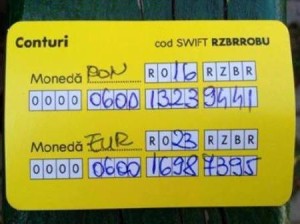 Conturi cod SWIFT RZBRROBU
Monedă RON RO16 RZBR
0000 0600 1323 9441
Monedă EUR RO23 RZBR
0000 0600 1698 7395